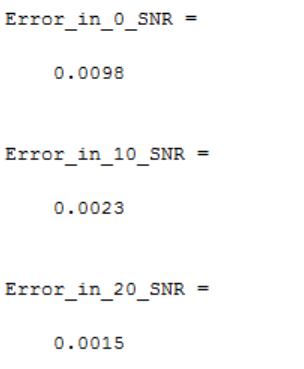 Error_in_0_SNR =
0.0098
Error_in_10_SNR =
0.0023
Error_in_20_SNR =
0.0015